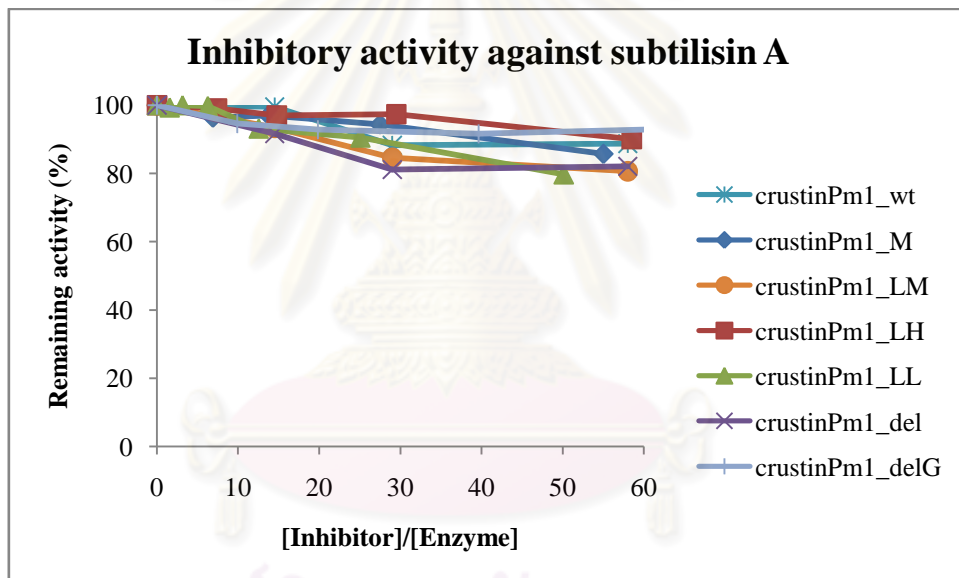 Inhibitory activity against subtilisin A
Remaining activity (%)
100
80
60
40
20
0
0 10 20 30 40 50 60
[Inhibitor]/[Enzyme]
crustinPm1_wt
crustinPm1_M
crustinPm1_LM
crustinPm1_LH
crustinPm1_LL
crustinPm1_del
crustinPm1_delG